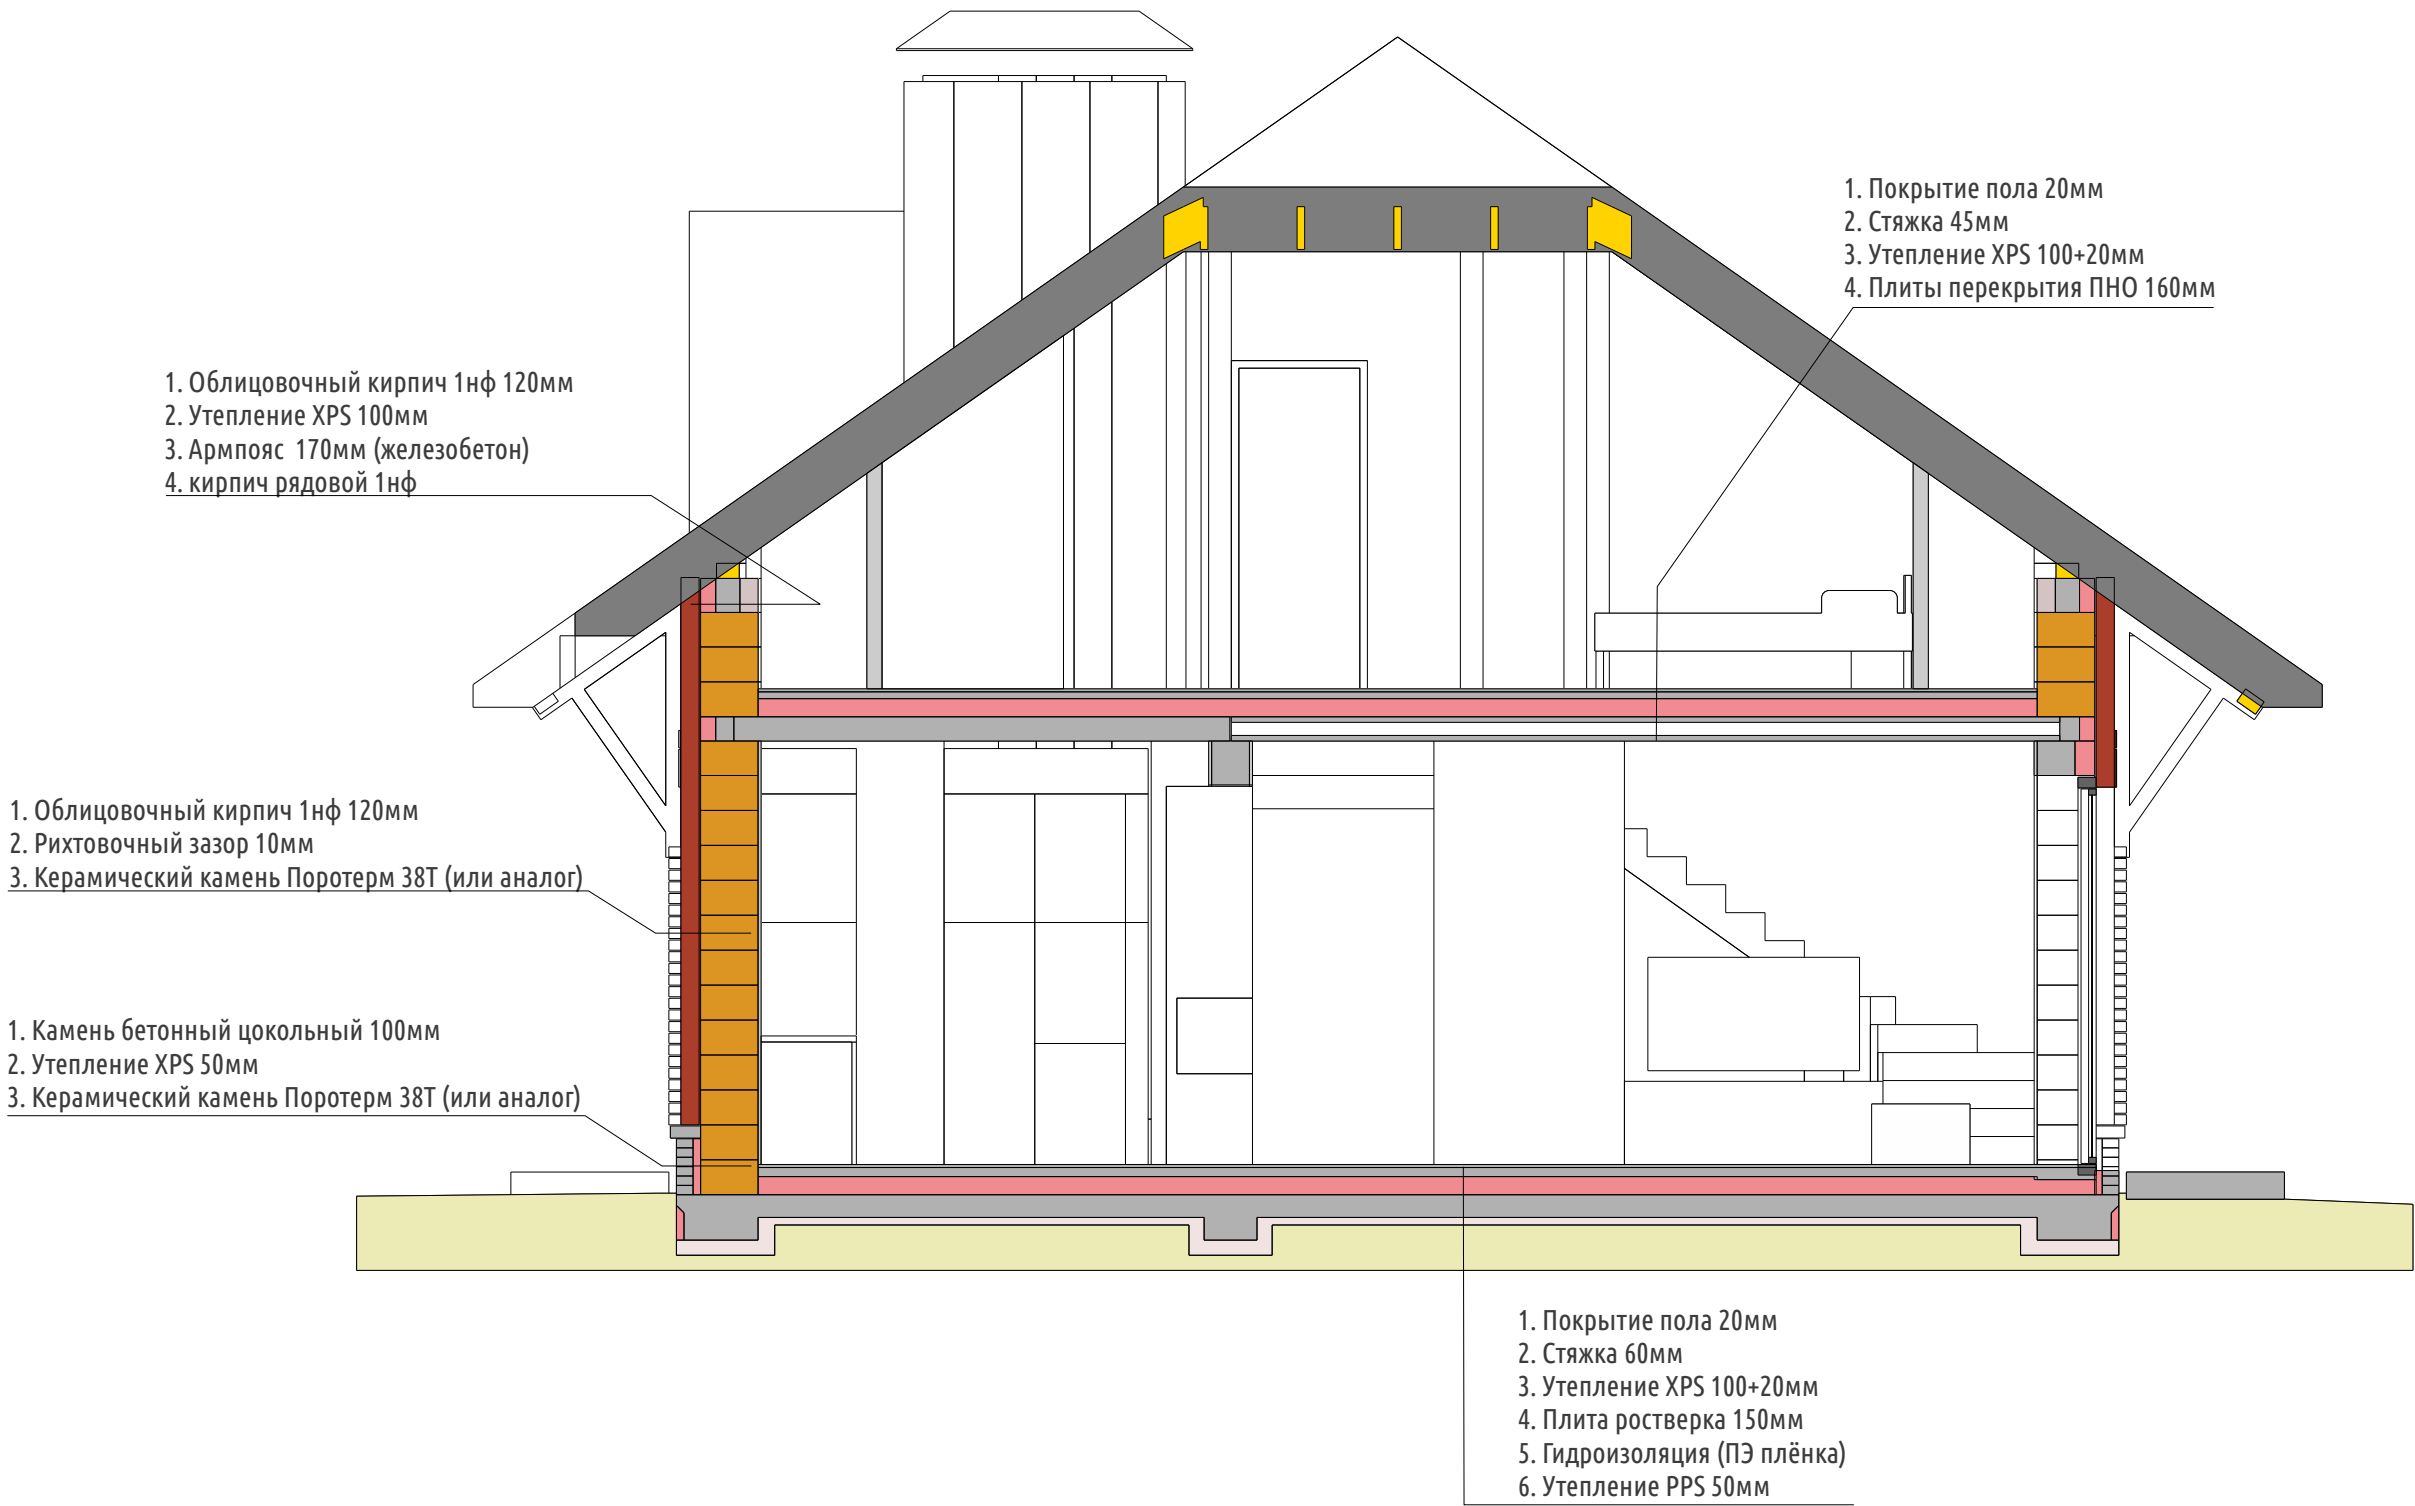 1. Покрытие пола 20мм
2. Стяжка 45мм
3. Утепление XPS 100+20мм
4. Плиты перекрытия ПНО 160мм
1. Облицовочный кирпич 1нф 120мм
2. Утепление XPS 100мм
3. Армпояс  170мм (железобетон)
4. кирпич рядовой 1нф
1. Облицовочный кирпич 1нф 120мм
2. Рихтовочный зазор 10мм
3. Керамический камень Поротерм 38Т (или аналог)
1. Камень бетонный цокольный 100мм
2. Утепление XPS 50мм
3. Керамический камень Поротерм 38Т (или аналог)
1. Покрытие пола 20мм
2. Стяжка 60мм
3. Утепление XPS 100+20мм
4. Плита ростверка 150мм
5. Гидроизоляция (ПЭ плёнка)
6. Утепление PPS 50мм